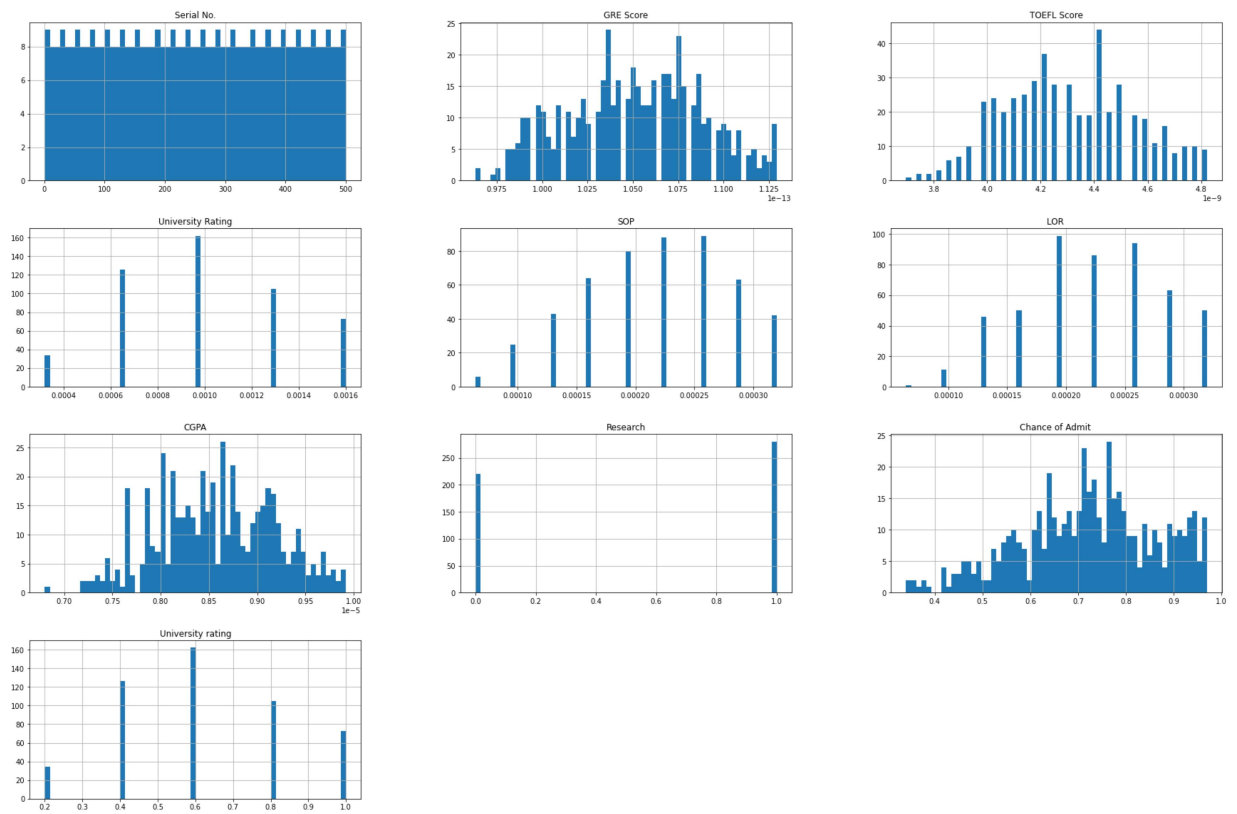 Serial No.
8
6
4
2
0
0 100 200 300 400 500
GRE Score
25
20
15
10
5
0
0.975 1.000 1.025 1.050 1.075 1.100 1.125
1e−13
TOEFL Score
40
30
20
10
0
3.8 4.0 4.2 4.4 4.6 4.8
1e−9
University Rating
160
140
120
100
80
60
40
20
0
0.0004 0.0006 0.0008 0.0010 0.0012 0.0014 0.0016
SOP
80
60
40
20
0
0.00010 0.00015 0.00020 0.00025 0.00030
LOR
100
80
60
40
20
0
0.00010 0.00015 0.00020 0.00025 0.00030
CGPA
25
20
15
10
5
0
0.70 0.75 0.80 0.85 0.90 0.95 1.00
1e−5
Research
250
200
150
100
50
0
0.0 0.2 0.4 0.6 0.8 1.0
Chance of Admit
25
20
15
10
5
0
0.4 0.5 0.6 0.7 0.8 0.9 1.0
University rating
160
140
120
100
80
60
40
20
0
0.2 0.3 0.4 0.5 0.6 0.7 0.8 0.9 1.0